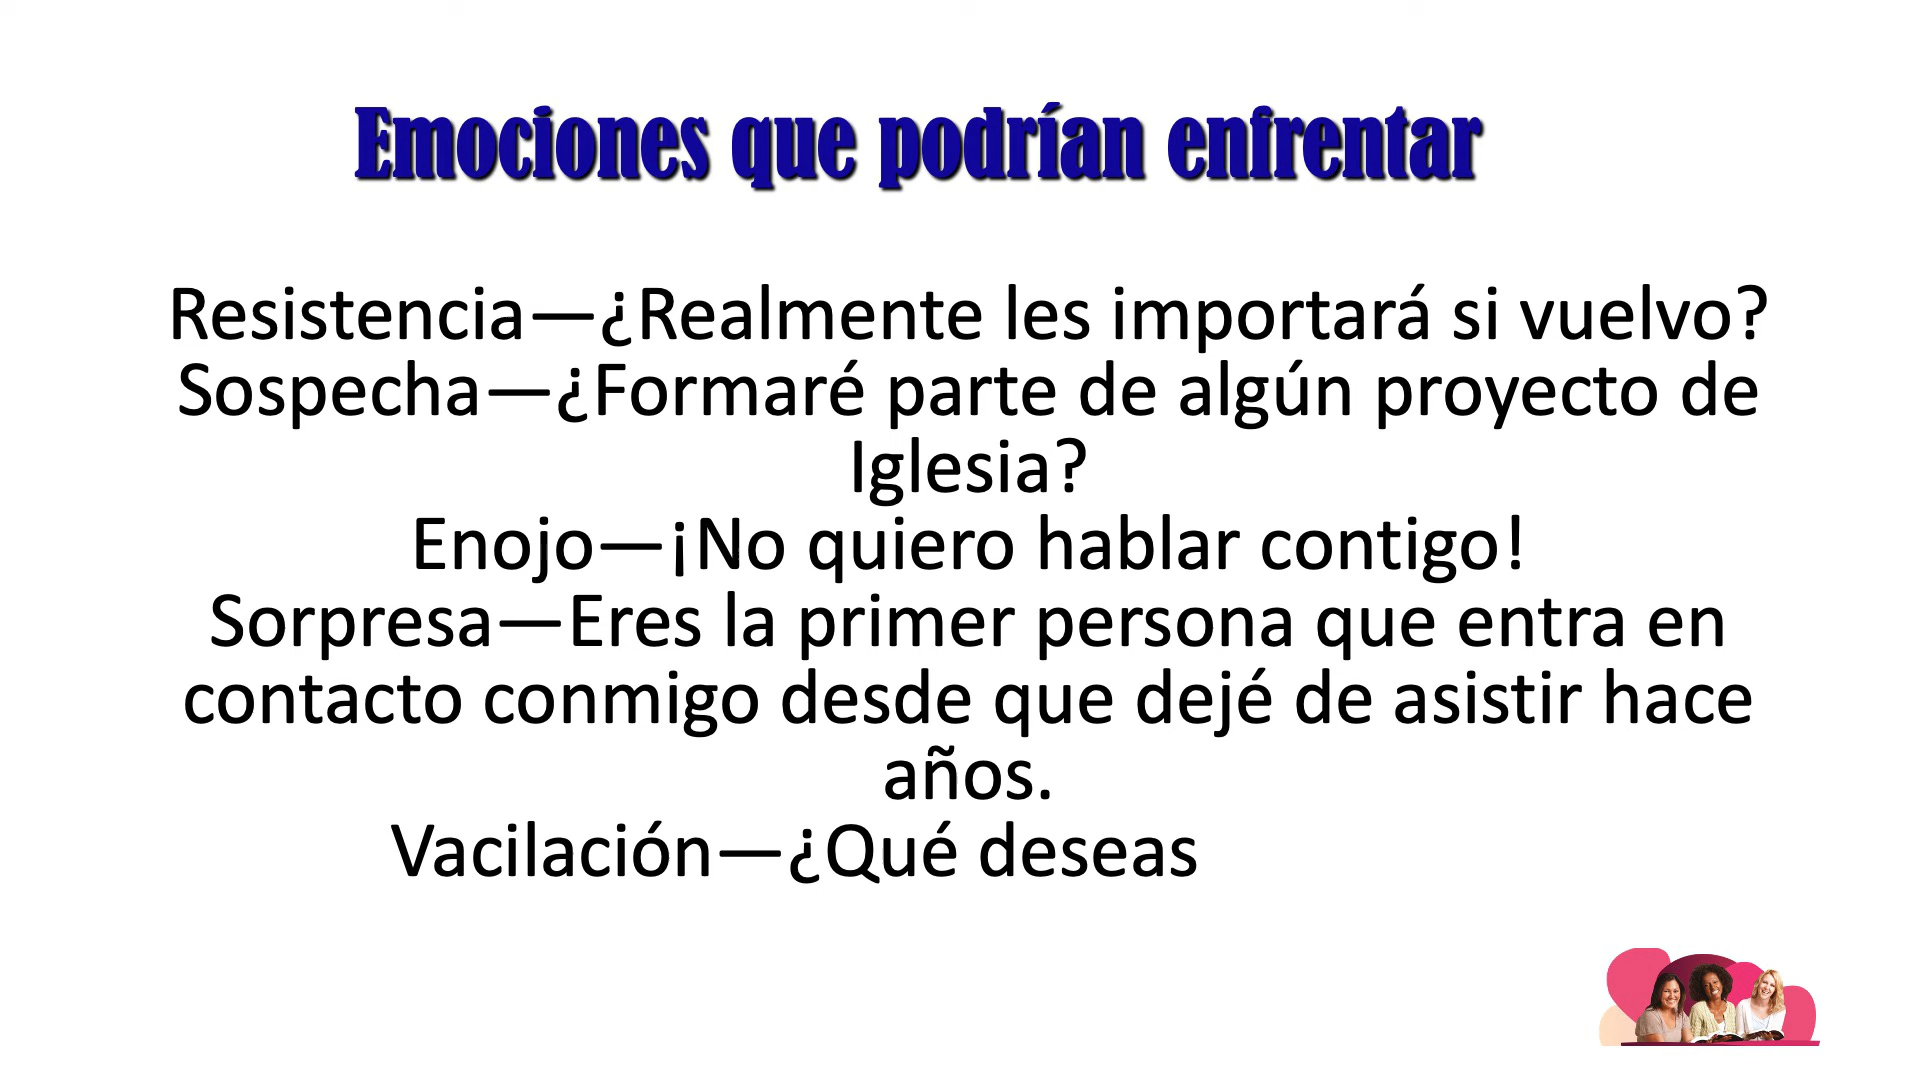 Emociones que podrían enfrentar
Resistencia—¿Realmente les importará si vuelvo?
Sospecha—¿Formaré parte de algún proyecto de
Iglesia?
Enojo—¡No quiero hablar contigo!
Sorpresa—Eres la primer persona que entra en
contacto conmigo desde que dejé de asistir hace
años.
Vacilación—¿Qué deseas